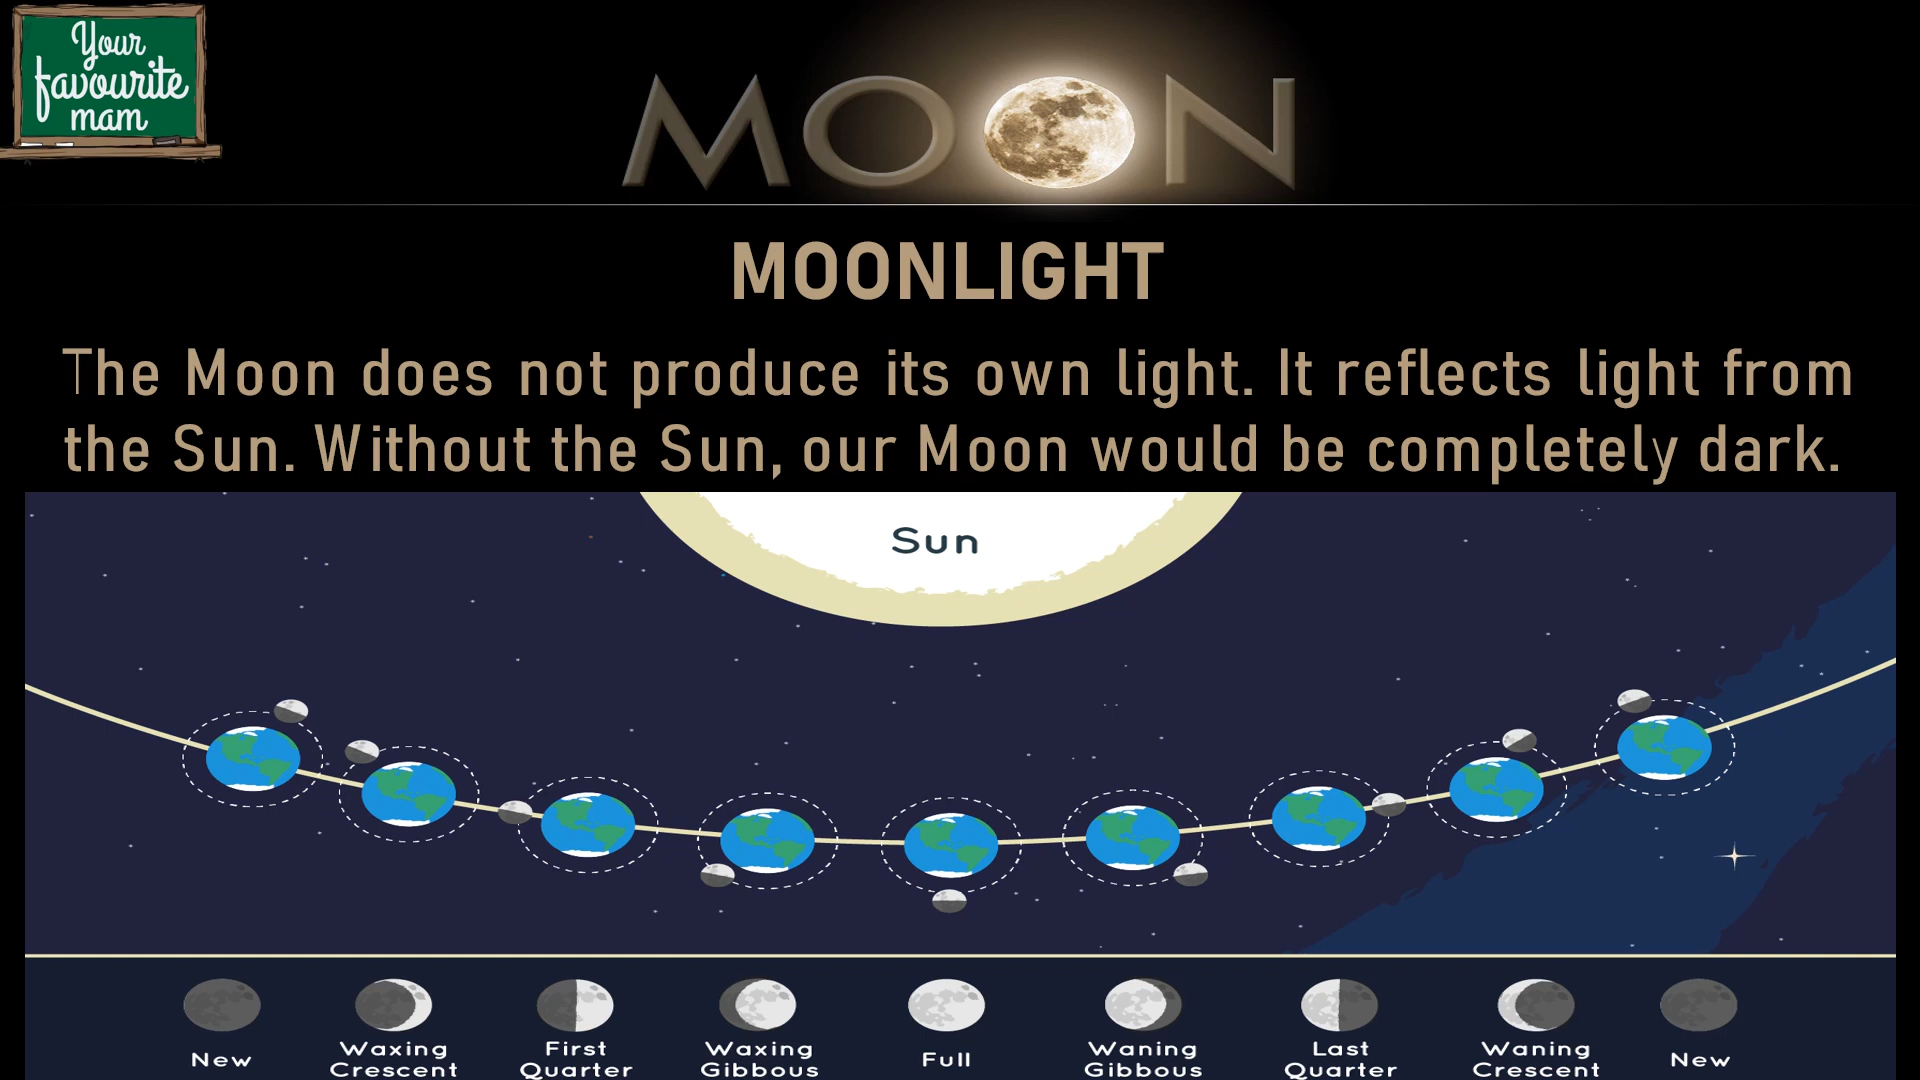 Your
favourite
mam
MOON
MOONLIGHT
The Moon does not produce its own light. It reflects light from
the Sun. Without the Sun, our Moon would be completely dark.
Sun
New
Waxing
Crescent
First
Quarter
Waxing
Gibbous
Full
Waning
Gibbous
Last
Quarter
Waning
Crescent
New